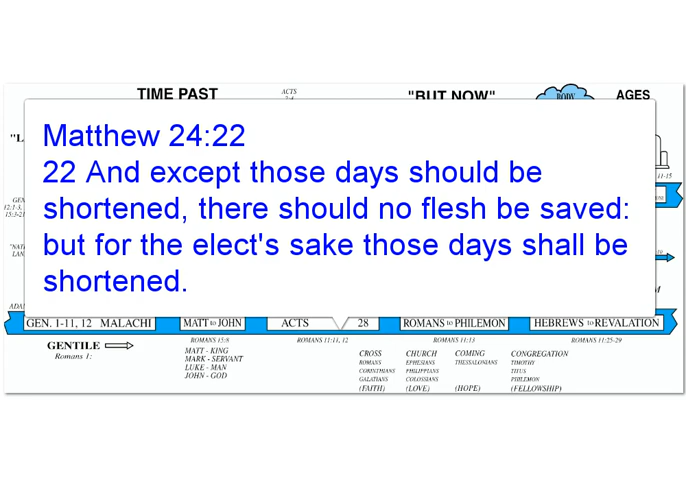 TIME PAST
ACTS
"BUT NOW"
BODY
AGES
Matthew 24:22
22 And except those days should be
shortened, there should no flesh be saved:
but for the elect's sake those days shall be
shortened.
11-15
GEN. 1-11, 12 MALACHI
MATT to JOHN
ACTS
28
ROMANS to PHILEMON
HEBREWS to REVALATION
ROMANS 15:8
ROMANS 11:11, 12
ROMANS 11:13
ROMANS 11:25-29
GENTILE
Romans 1:
MATT - KING
MARK - SERVANT
LUKE - MAN
JOHN - GOD
CROSS
ROMANS
CORINTHIANS
GALATIANS
(FAITH)
CHURCH
EPHESIANS
PHILIPPIANS
COLOSSIANS
(LOVE)
COMING
THESSALONIANS
(HOPE)
CONGREGATION
TIMOTHY
TITUS
PHILEMON
(FELLOWSHIP)